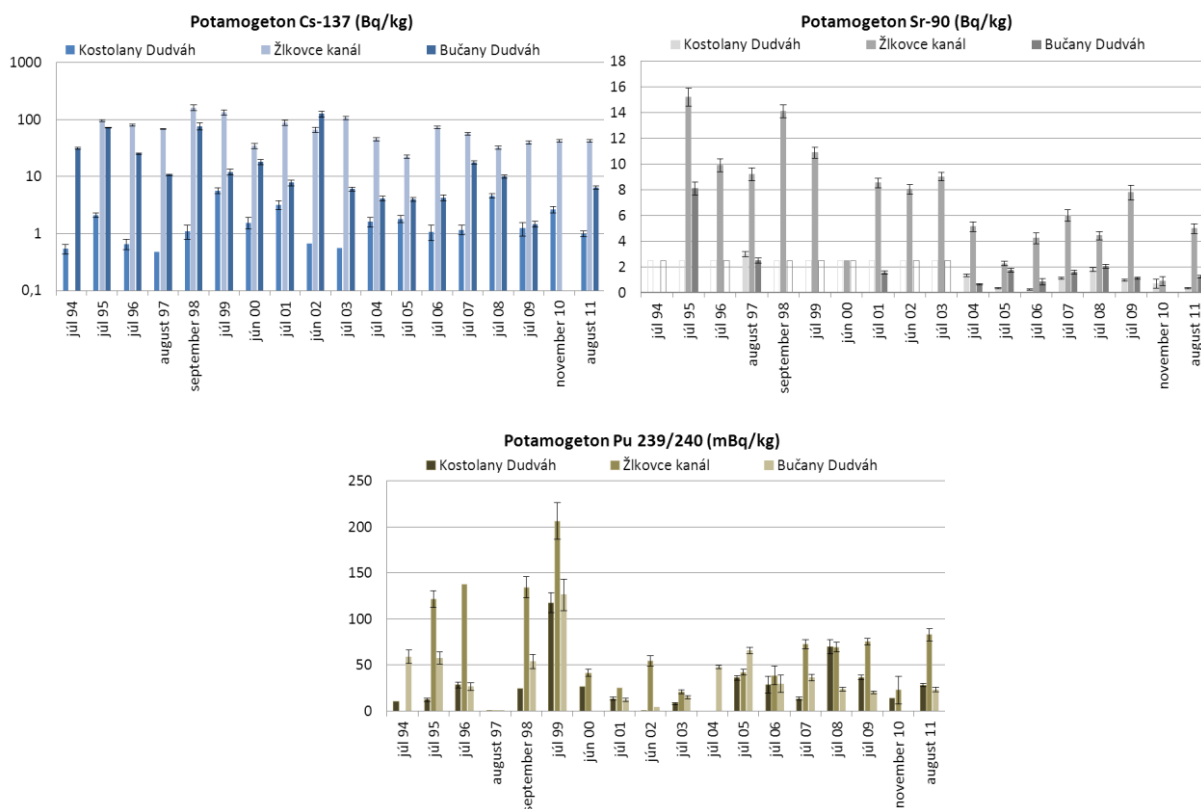 Potamogeton Cs-137 (Bq/kg)
Kostolany Dudváh Žlkovce kanál Bučany Dudváh
1000
100
10
1
0,1
júl 94
júl 95
júl 96
august 97
september 98
júl 99
jún 00
júl 01
jún 02
júl 03
júl 04
júl 05
júl 06
júl 07
júl 08
júl 09
november 10
august 11
Potamogeton Sr-90 (Bq/kg)
Kostolany Dudváh Žlkovce kanál Bučany Dudváh
18
16
14
12
10
8
6
4
2
0
júl 94
júl 95
júl 96
august 97
september 98
júl 99
jún 00
júl 01
jún 02
júl 03
júl 04
júl 05
júl 06
júl 07
júl 08
júl 09
november 10
august 11
Potamogeton Pu 239/240 (mBq/kg)
Kostolany Dudváh Žlkovce kanál Bučany Dudváh
250
200
150
100
50
0
júl 94
júl 95
júl 96
august 97
september 98
júl 99
jún 00
júl 01
jún 02
júl 03
júl 04
júl 05
júl 06
júl 07
júl 08
júl 09
november 10
august 11